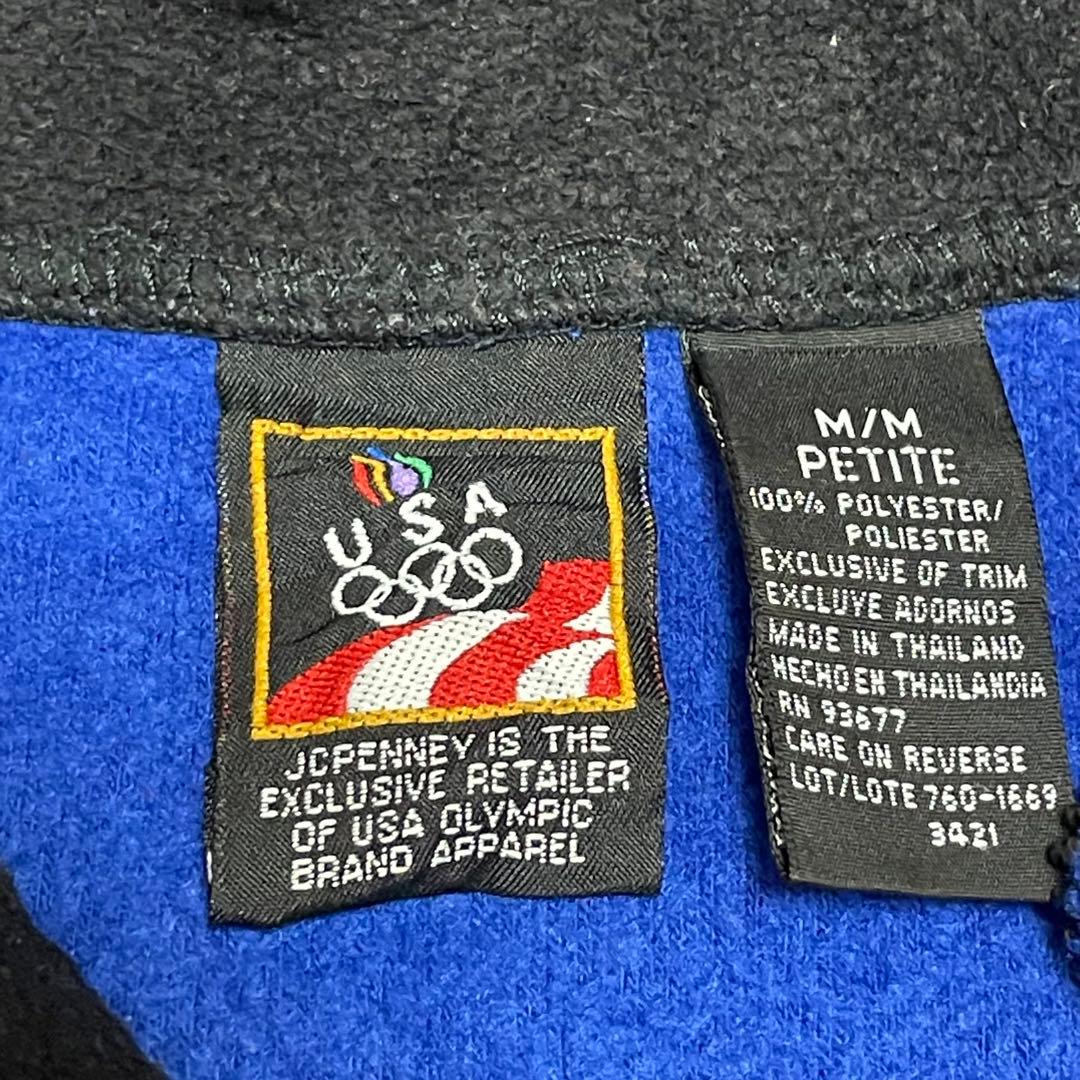 USA
JCPENNEY IS THE
EXCLUSIVE RETAILER
OF USA OLYMPIC
BRAND APPAREL
M/M
PETITE
100% POLYESTER/
POLIESTER
EXCLUSIVE OF TRIM
EXCLUYE ADORNOS
MADE IN THAILAND
HECHO EN THAILANDIA
RN 93677
CARE ON REVERSE
LOT/LOTE 760-1669
3421